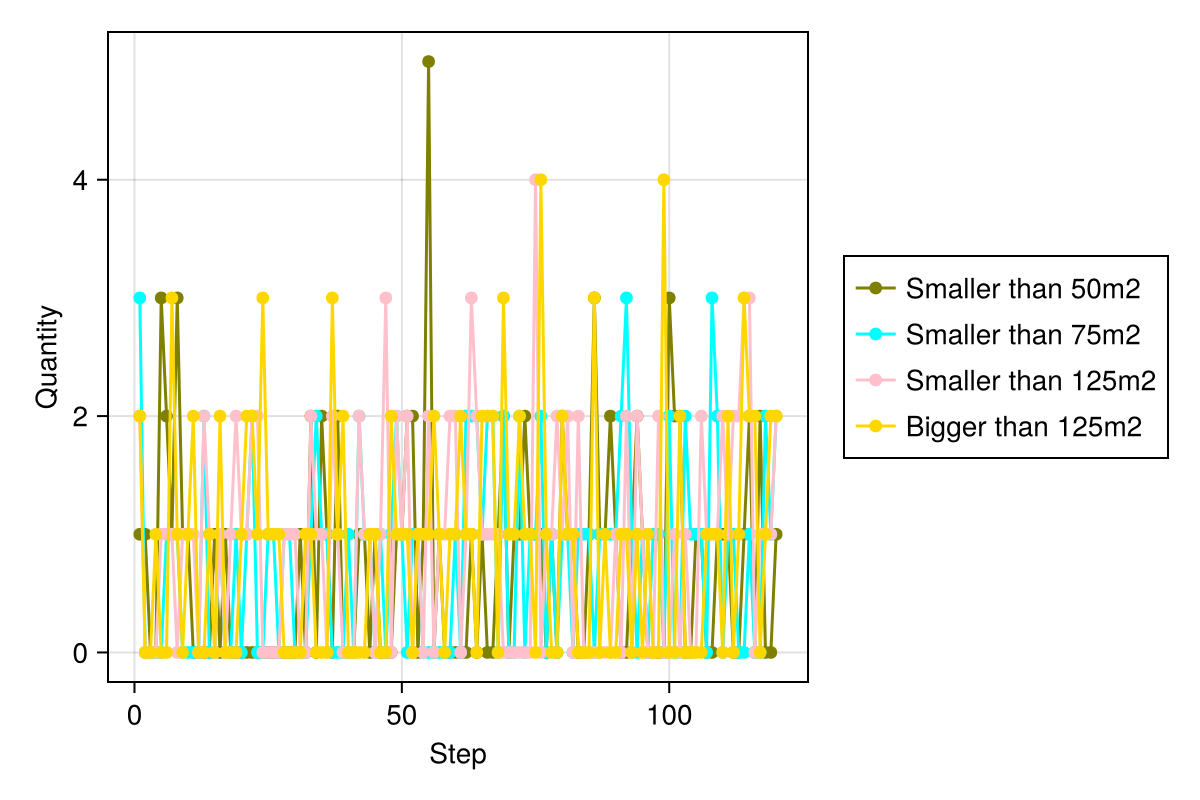 4
2
0
Quantity
0
50
100
Step
Smaller than 50m2
Smaller than 75m2
Smaller than 125m2
Bigger than 125m2